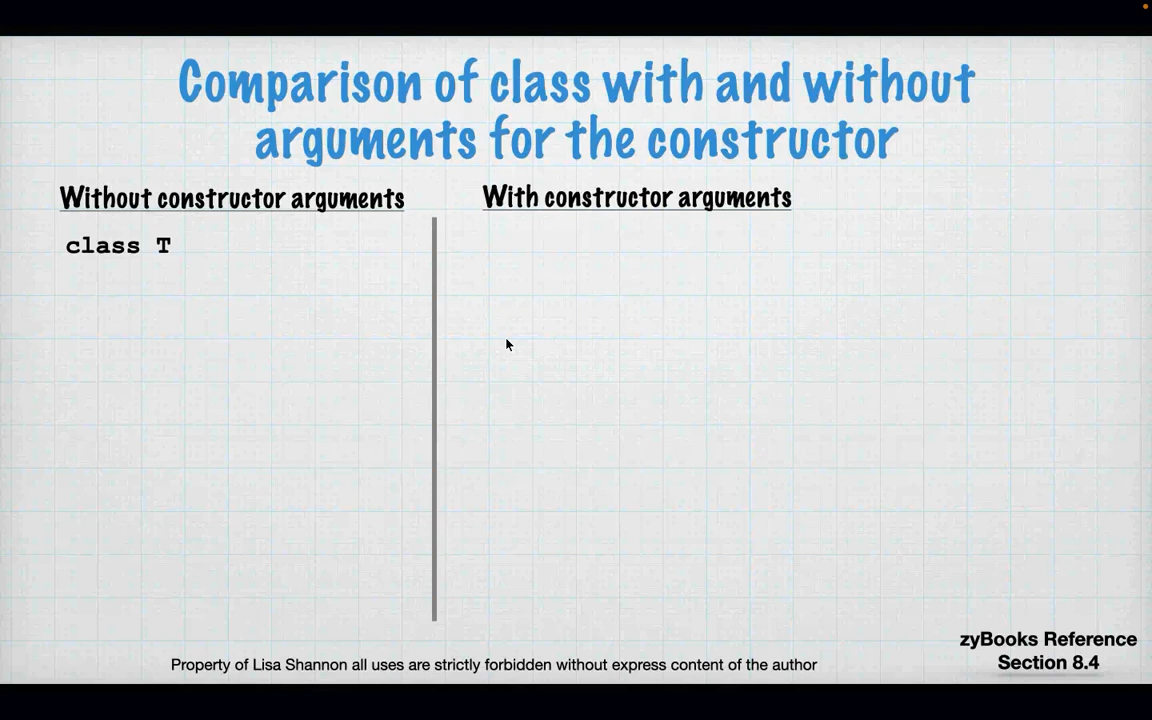 Comparison of class with and without
arguments for the constructor
Without constructor arguments
With constructor arguments
class T
zyBooks Reference
Section 8.4
Property of Lisa Shannon all uses are strictly forbidden without express content of the author